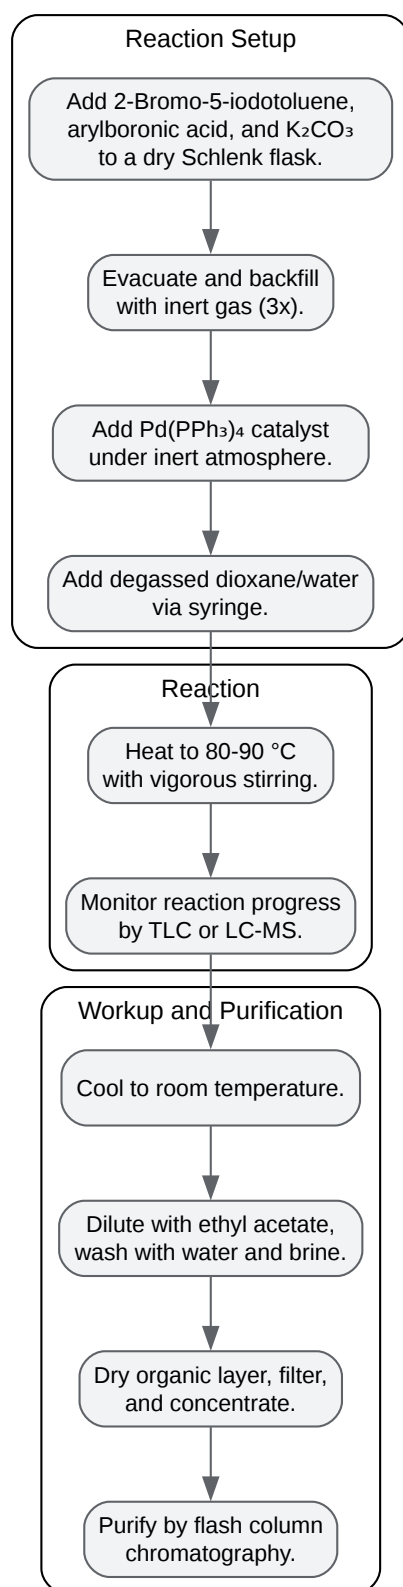 Reaction Setup
Add 2-Bromo-5-iodotoluene,
arylboronic acid, and K₂CO₃
to a dry Schlenk flask.
Evacuate and backfill
with inert gas (3x).
Add Pd(PPh₃)₄ catalyst
under inert atmosphere.
Add degassed dioxane/water
via syringe.
Reaction
Heat to 80-90 °C
with vigorous stirring.
Monitor reaction progress
by TLC or LC-MS.
Workup and Purification
Cool to room temperature.
Dilute with ethyl acetate,
wash with water and brine.
Dry organic layer, filter,
and concentrate.
Purify by flash column
chromatography.